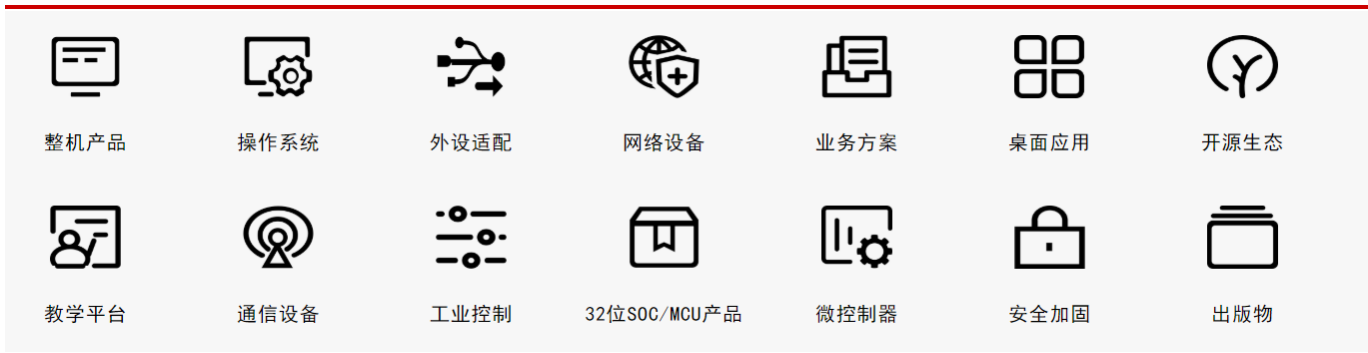 整机产品
操作系统
外设适配
网络设备
业务方案
桌面应用
开源生态
教学平台
通信设备
工业控制
32位SOC/MCU产品
微控制器
安全加固
出版物